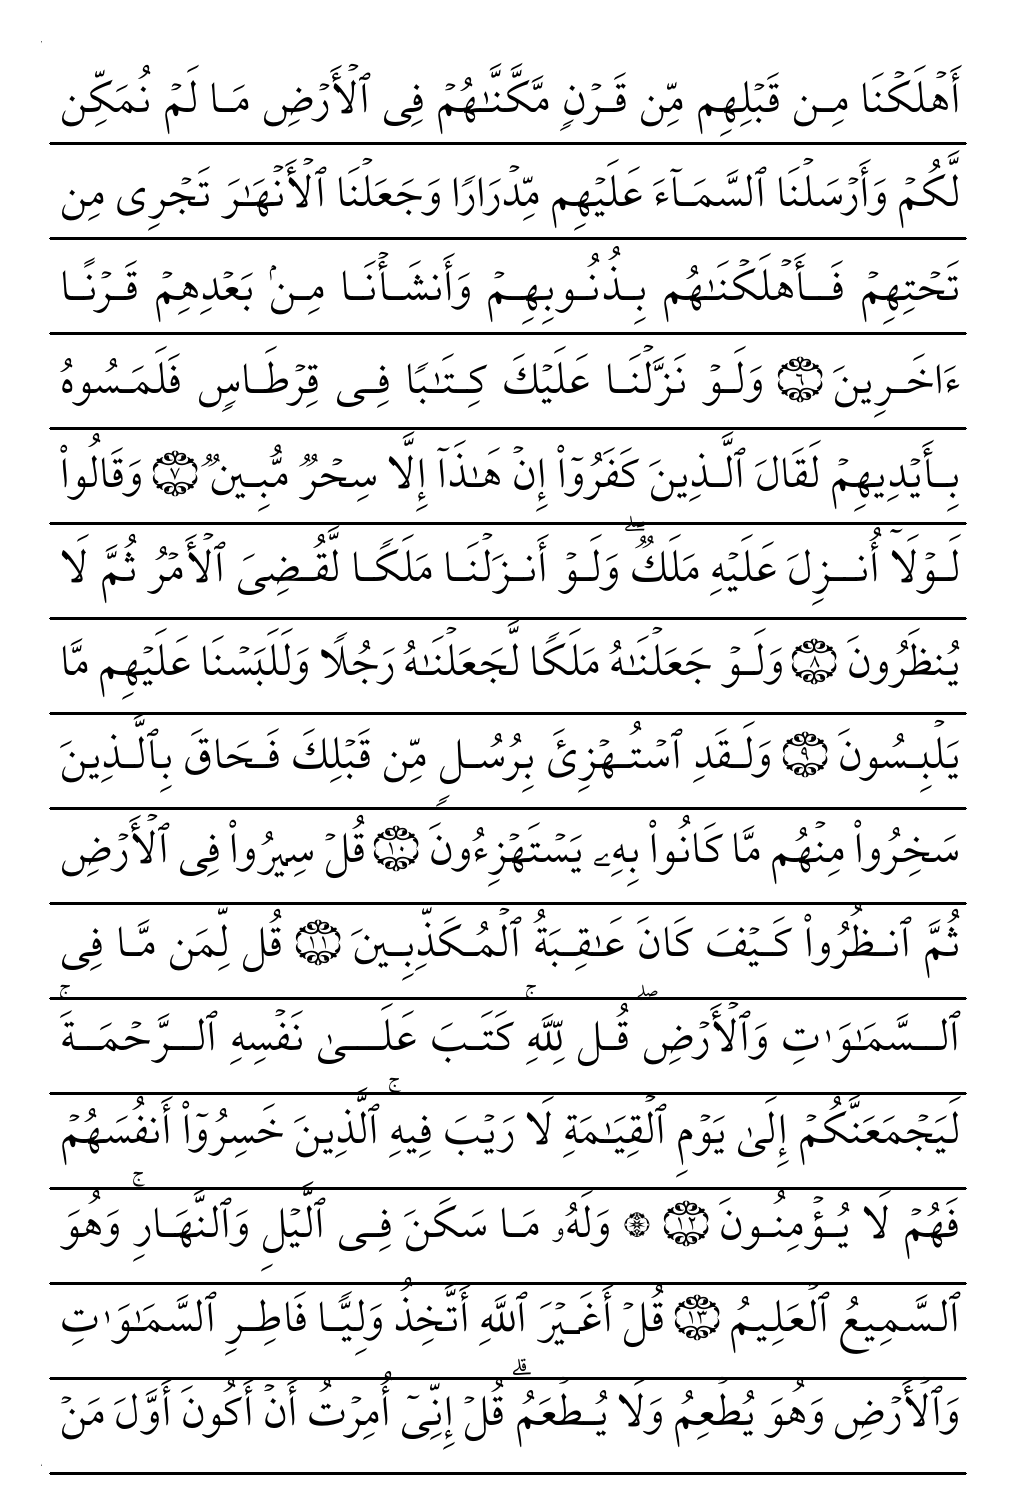 أَهۡلَكۡنَا مِن قَبۡلِهِم مِّن قَرۡنٖ مَّكَّنَّٰهُمۡ فِي ٱلۡأَرۡضِ مَا لَمۡ نُمَكِّن
لَّكُمۡ وَأَرۡسَلۡنَا ٱلسَّمَآءَ عَلَيۡهِم مِّدۡرَارٗا وَجَعَلۡنَا ٱلۡأَنۡهَٰرَ تَجۡرِي مِن
تَحۡتِهِمۡ فَأَهۡلَكۡنَٰهُم بِذُنُوبِهِمۡ وَأَنشَأۡنَا مِنۢ بَعۡدِهِمۡ قَرۡنًا
ءَاخَرِينَ ٦ وَلَوۡ نَزَّلۡنَا عَلَيۡكَ كِتَٰبٗا فِي قِرۡطَاسٖ فَلَمَسُوهُ
بِأَيۡدِيهِمۡ لَقَالَ ٱلَّذِينَ كَفَرُوٓاْ إِنۡ هَٰذَآ إِلَّا سِحۡرٞ مُّبِينٞ ٧ وَقَالُواْ
لَوۡلَآ أُنزِلَ عَلَيۡهِ مَلَكٞۖ وَلَوۡ أَنزَلۡنَا مَلَكٗا لَّقُضِيَ ٱلۡأَمۡرُ ثُمَّ لَا
يُنظَرُونَ ٨ وَلَوۡ جَعَلۡنَٰهُ مَلَكٗا لَّجَعَلۡنَٰهُ رَجُلٗا وَلَلَبَسۡنَا عَلَيۡهِم مَّا
يَلۡبِسُونَ ٩ وَلَقَدِ ٱسۡتُهۡزِئَ بِرُسُلٖ مِّن قَبۡلِكَ فَحَاقَ بِٱلَّذِينَ
سَخِرُواْ مِنۡهُم مَّا كَانُواْ بِهِۦ يَسۡتَهۡزِءُونَ ١٠ قُلۡ سِيرُواْ فِي ٱلۡأَرۡضِ
ثُمَّ ٱنظُرُواْ كَيۡفَ كَانَ عَٰقِبَةُ ٱلۡمُكَذِّبِينَ ١١ قُل لِّمَن مَّا فِي
ٱلسَّمَٰوَٰتِ وَٱلۡأَرۡضِۖ قُل لِّلَّهِۚ كَتَبَ عَلَىٰ نَفۡسِهِ ٱلرَّحۡمَةَۚ
لَيَجۡمَعَنَّكُمۡ إِلَىٰ يَوۡمِ ٱلۡقِيَٰمَةِ لَا رَيۡبَ فِيهِۚ ٱلَّذِينَ خَسِرُوٓاْ أَنفُسَهُمۡ
فَهُمۡ لَا يُؤۡمِنُونَ ١٢ ۞ وَلَهُۥ مَا سَكَنَ فِي ٱلَّيۡلِ وَٱلنَّهَارِۚ وَهُوَ
ٱلسَّمِيعُ ٱلۡعَلِيمُ ١٣ قُلۡ أَغَيۡرَ ٱللَّهِ أَتَّخِذُ وَلِيّٗا فَاطِرِ ٱلسَّمَٰوَٰتِ
وَٱلۡأَرۡضِ وَهُوَ يُطۡعِمُ وَلَا يُطۡعَمُۗ قُلۡ إِنِّيٓ أُمِرۡتُ أَنۡ أَكُونَ أَوَّلَ مَنۡ